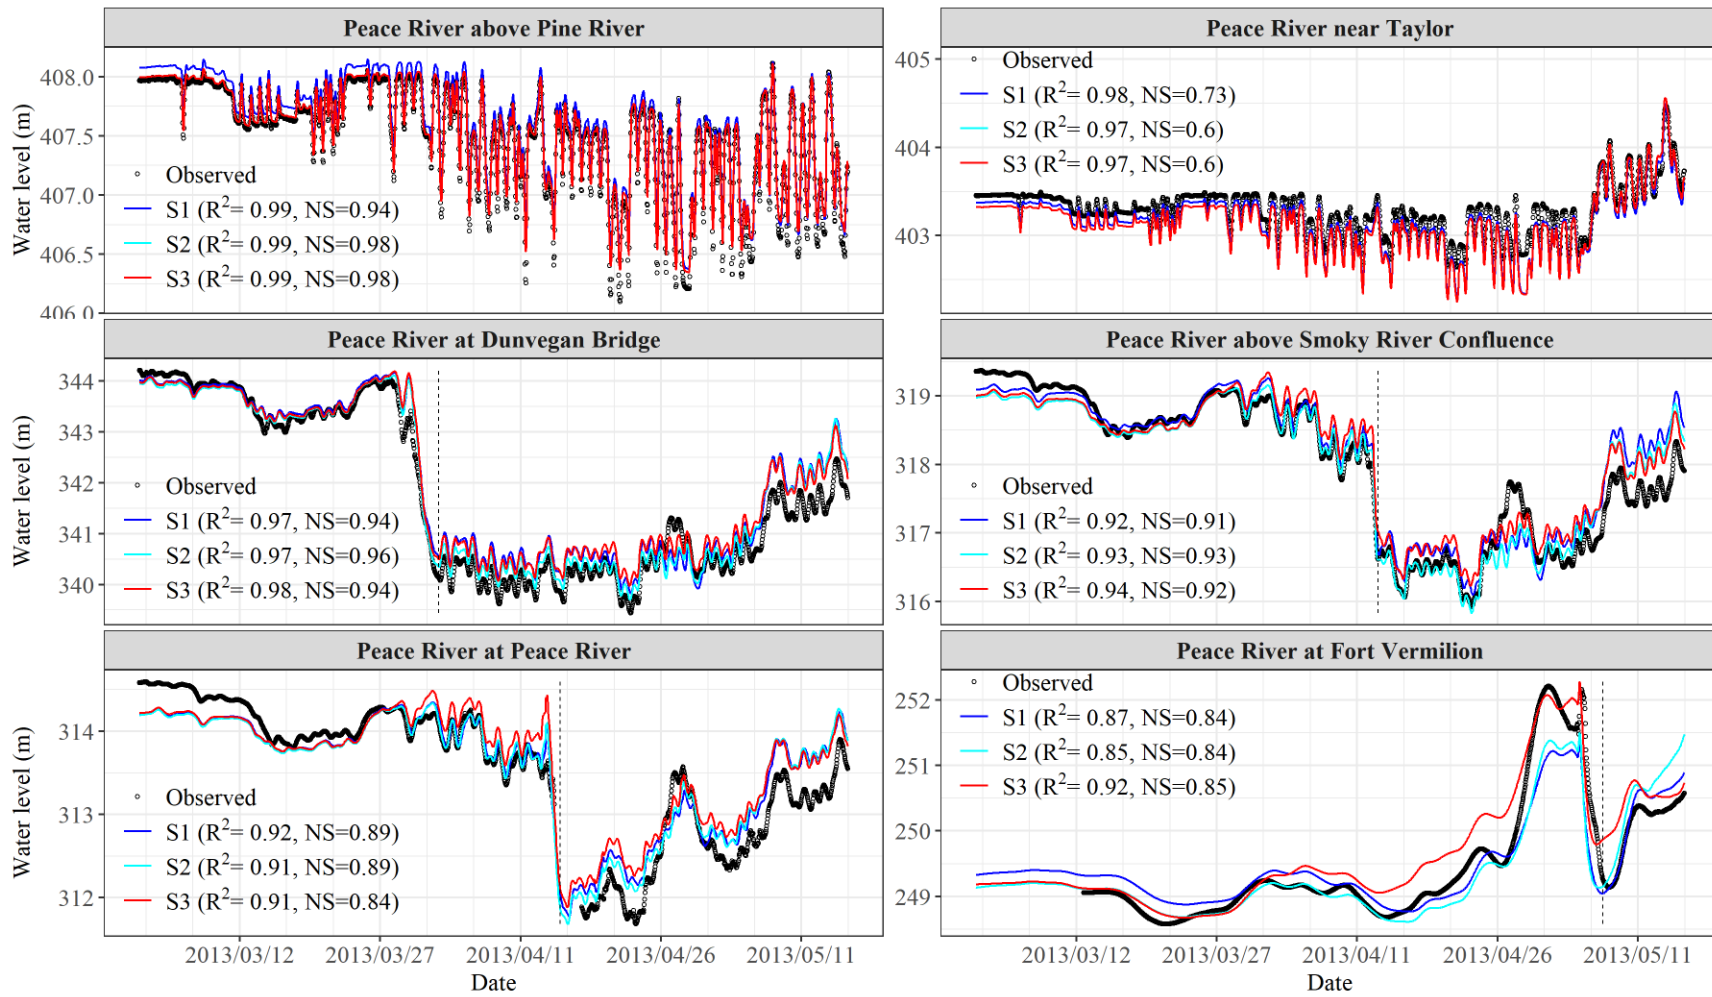 Peace River above Pine River
Water level (m)
408.0
407.5
407.0
406.5
406.0
Observed
S1 (R²= 0.99, NS=0.94)
S2 (R²= 0.99, NS=0.98)
S3 (R²= 0.99, NS=0.98)
Peace River near Taylor
405
404
403
Observed
S1 (R²= 0.98, NS=0.73)
S2 (R²= 0.97, NS=0.6)
S3 (R²= 0.97, NS=0.6)
Peace River at Dunvegan Bridge
Water level (m)
344
343
342
341
340
Observed
S1 (R²= 0.97, NS=0.94)
S2 (R²= 0.97, NS=0.96)
S3 (R²= 0.98, NS=0.94)
Peace River above Smoky River Confluence
319
318
317
316
Observed
S1 (R²= 0.92, NS=0.91)
S2 (R²= 0.93, NS=0.93)
S3 (R²= 0.94, NS=0.92)
Peace River at Peace River
Water level (m)
314
313
312
Observed
S1 (R²= 0.92, NS=0.89)
S2 (R²= 0.91, NS=0.89)
S3 (R²= 0.91, NS=0.84)
2013/03/12
2013/03/27
2013/04/11
2013/04/26
2013/05/11
Date
Peace River at Fort Vermilion
252
251
250
249
Observed
S1 (R²= 0.87, NS=0.84)
S2 (R²= 0.85, NS=0.84)
S3 (R²= 0.92, NS=0.85)
2013/03/12
2013/03/27
2013/04/11
2013/04/26
2013/05/11
Date